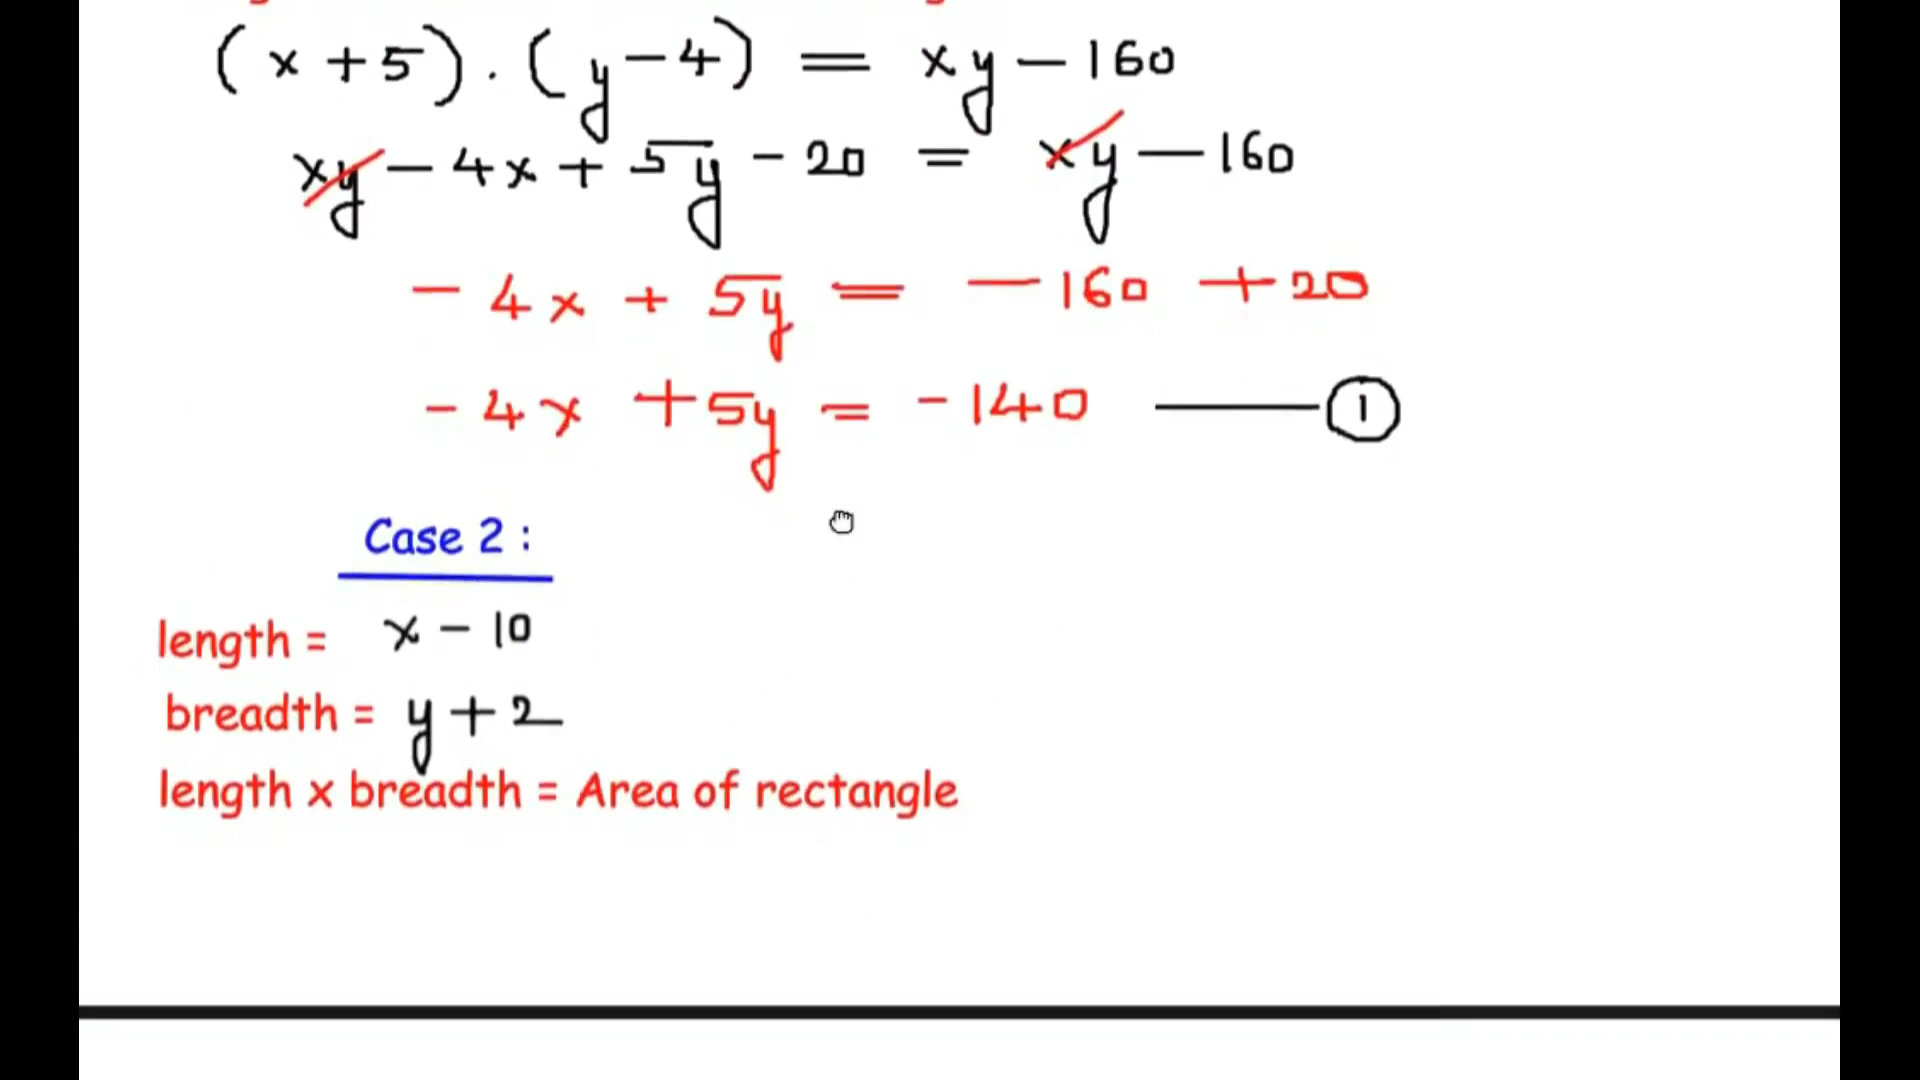 (x+5).(y-4) = xy-160
xy - 4x + 5y - 20 = xy - 160
- 4x + 5y = - 160 + 20
- 4x + 5y = - 140 —— 1
Case 2 :
length = x - 10
breadth = y + 2
length x breadth = Area of rectangle